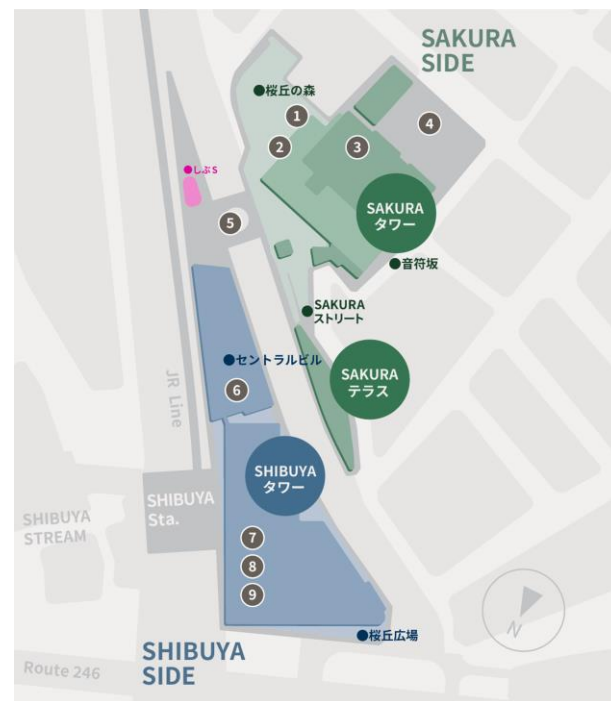 SAKURA
SIDE
●桜丘の森
1
2
3
4
●しぶS
5
SAKURA
タワー
●音符坂
●SAKURA
ストリート
●セントラルビル
6
SAKURA
テラス
JR Line
SHIBUYA
タワー
SHIBUYA
Sta.
SHIBUYA
STREAM
7
8
9
●桜丘広場
SHIBUYA
SIDE
Route 246
N